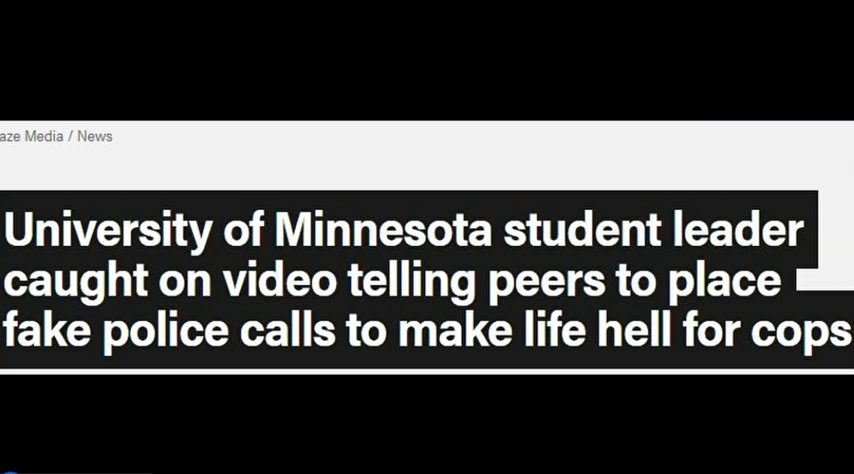 aze Media / News
University of Minnesota student leader
caught on video telling peers to place
fake police calls to make life hell for cops